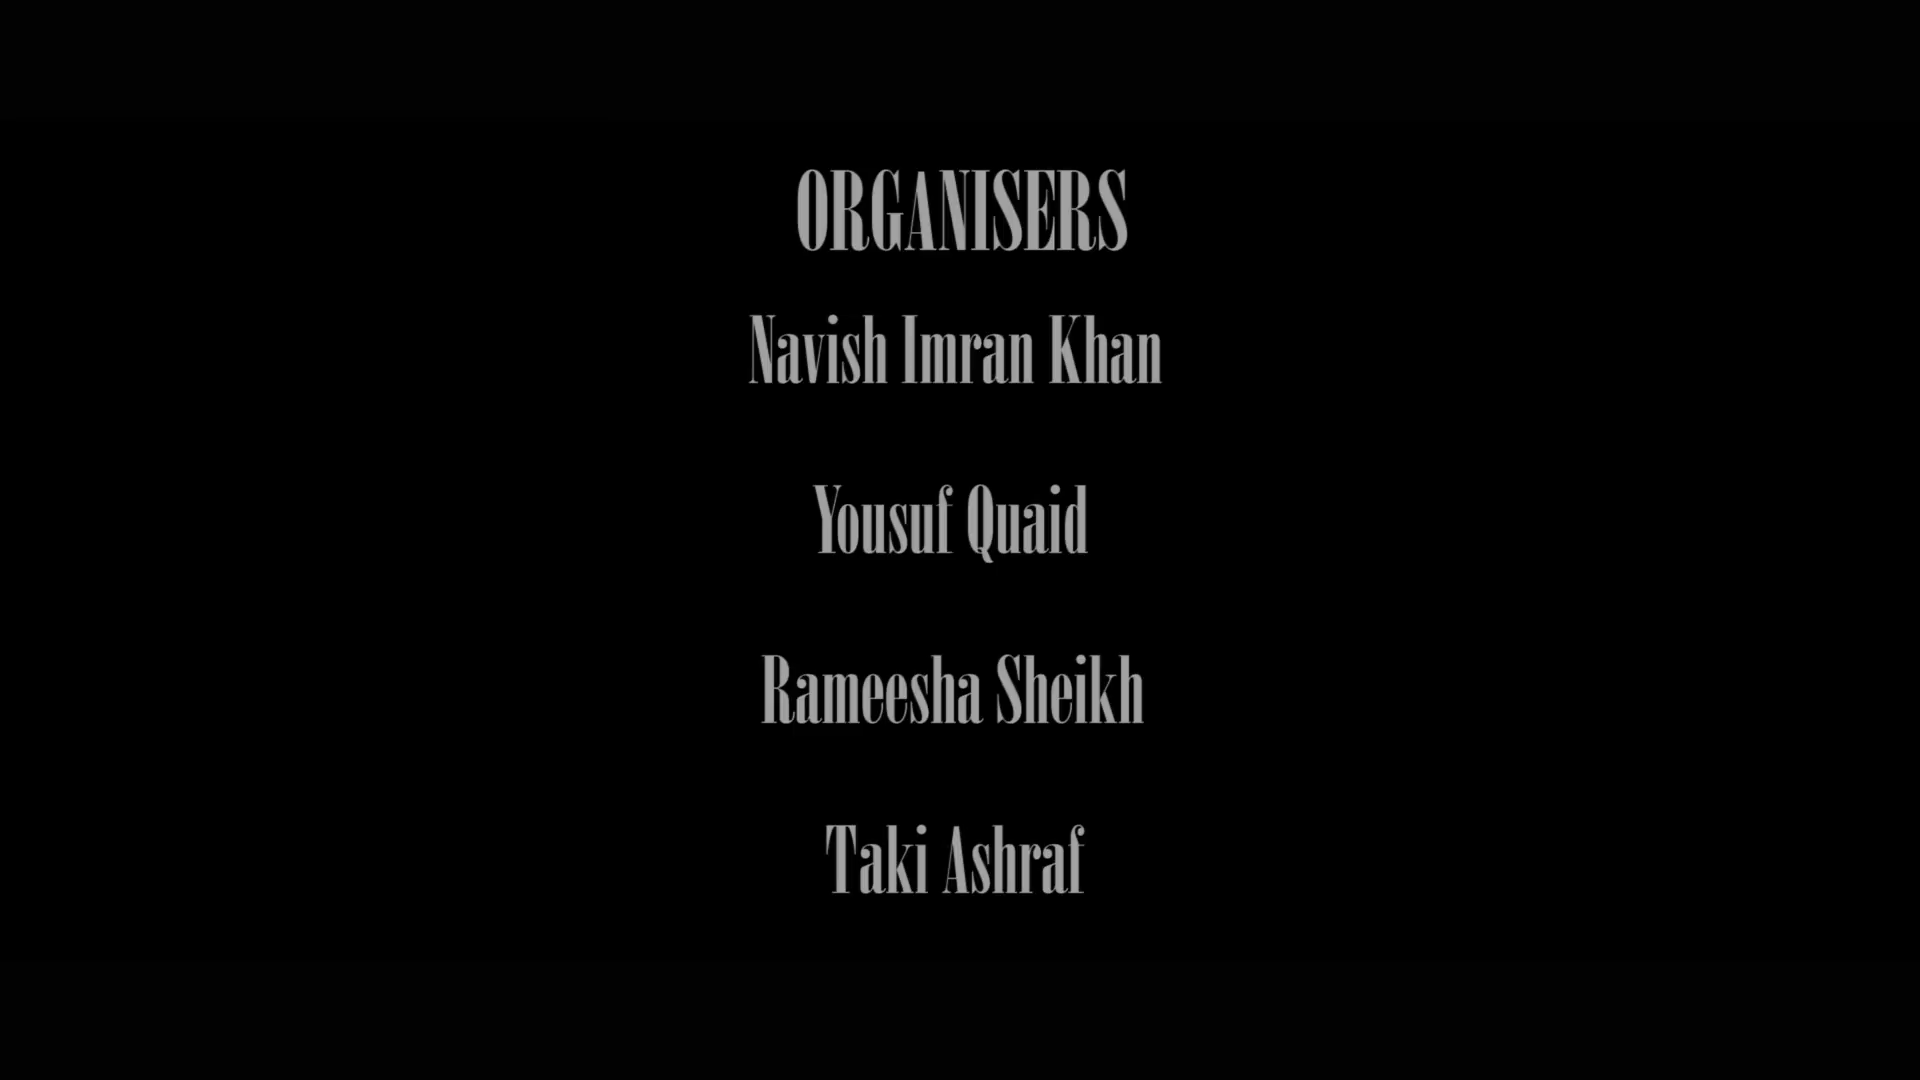 ORGANISERS
Navish Imran Khan
Yousuf Quaid
Rameesha Sheikh
Taki Ashraf